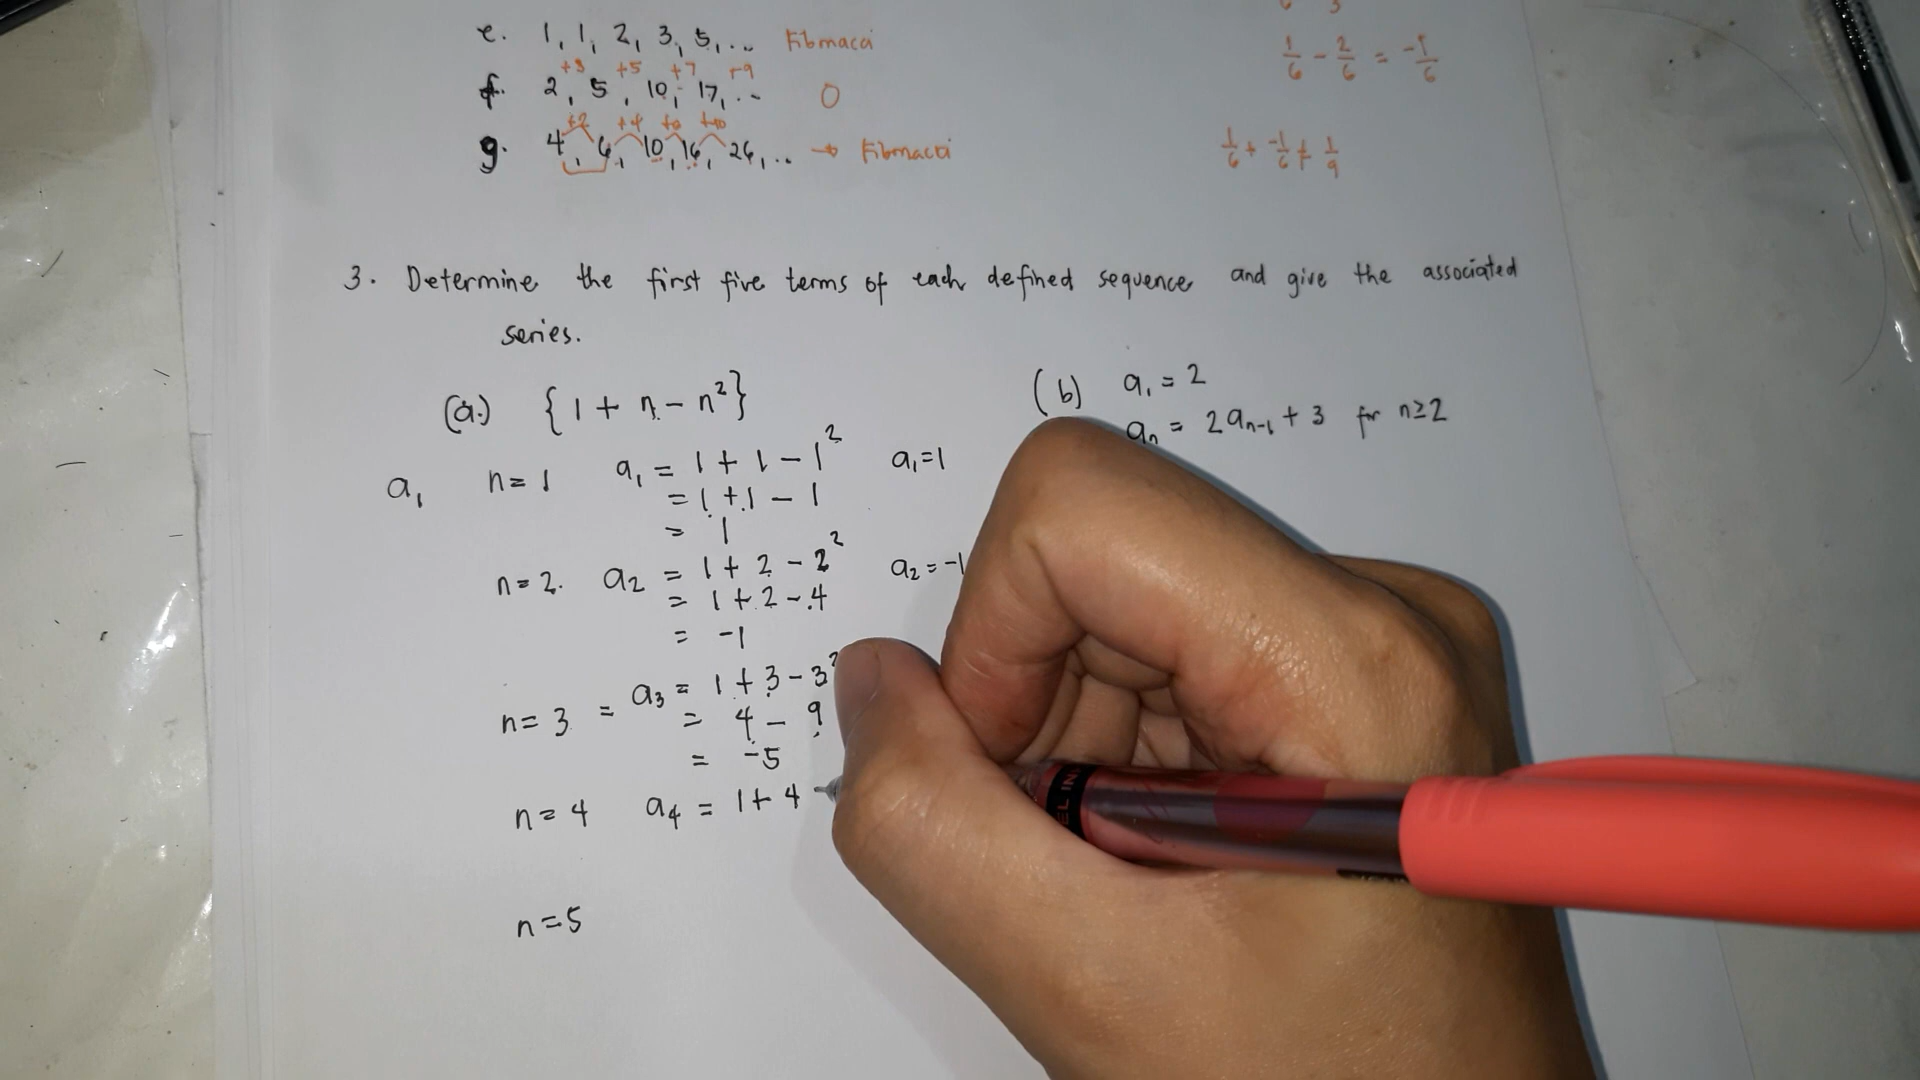 e. 1, 1, 2, 3, 5, ... Fibonacci
+3 +5 +7 +9
f. 2, 5, 10, 17, ... O
+2 +4 +6 +10
g. 4, 6, 10, 16, 26, ... → Fibonacci
1/6 - 2/6 = -1/6
1/6 + -1/6 + 1/9
3. Determine the first five terms of each defined sequence and give the associated
series.
(a.) {1 + n - n²}
a₁ n = 1 a₁ = 1 + 1 - 1² a₁ = 1
= 1 + 1 - 1
= 1
n = 2. a₂ = 1 + 2 - 2² a₂ = -1
= 1 + 2 - 4
= -1
n = 3 = a₃ = 1 + 3 - 3²
= 4 - 9
= -5
n = 4 a₄ = 1 + 4 -
n = 5
(b) a₁ = 2
aₙ = 2aₙ₋₁ + 3 for n ≥ 2